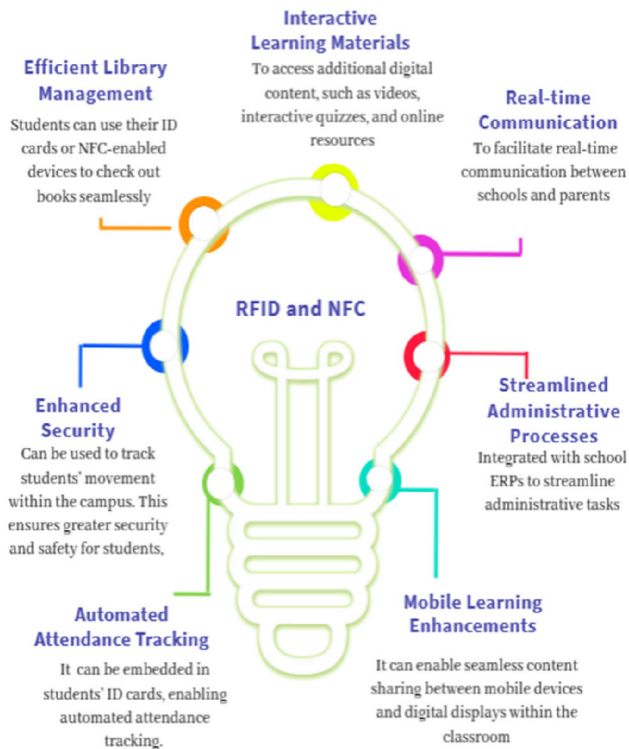 Interactive
Learning Materials
To access additional digital
content, such as videos,
interactive quizzes, and online
resources
Efficient Library
Management
Students can use their ID
cards or NFC-enabled
devices to check out
books seamlessly
Real-time
Communication
To facilitate real-time
communication between
schools and parents
RFID and NFC
Enhanced
Security
Can be used to track
students' movement
within the campus. This
ensures greater security
and safety for students,
Streamlined
Administrative
Processes
Integrated with school
ERPs to streamline
administrative tasks
Automated
Attendance Tracking
It can be embedded in
students' ID cards, enabling
automated attendance
tracking.
Mobile Learning
Enhancements
It can enable seamless content
sharing between mobile devices
and digital displays within the
classroom